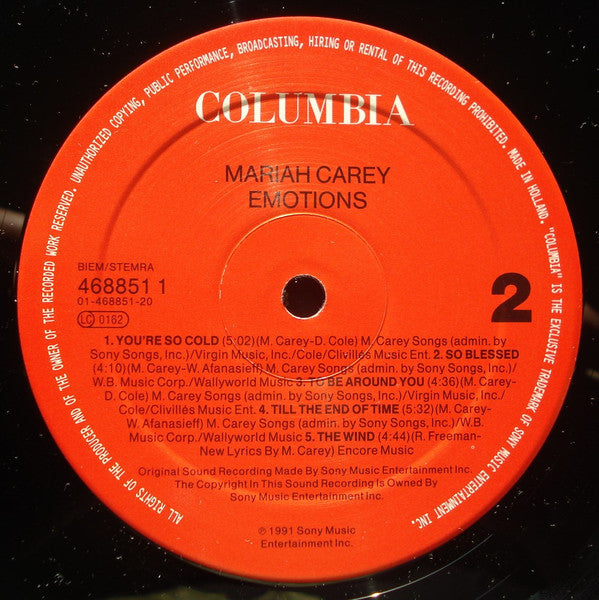 UNAUTHORIZED COPYING, PUBLIC PERFORMANCE, BROADCASTING, HIRING OR RENTAL OF THIS RECORDING PROHIBITED. MADE IN HOLLAND. "COLUMBIA" IS THE EXCLUSIVE TRADEMARK OF SONY MUSIC ENTERTAINMENT INC.
ALL RIGHTS OF THE PRODUCER AND OF THE OWNER OF THE RECORDED WORK RESERVED.
COLUMBIA
MARIAH CAREY
EMOTIONS
BIEM/STEMRA
468851 1
01-468851-20
LC 0162
2
1. YOU'RE SO COLD (5:02)(M. Carey-D. Cole) M. Carey Songs (admin. by
Sony Songs, Inc.)/Virgin Music, Inc./Cole/Clivillés Music Ent. 2. SO BLESSED
(4:10)(M. Carey-W. Afanasieff) M. Carey Songs (admin. by Sony Songs, Inc.)/
W.B. Music Corp./Wallyworld Music 3. TO BE AROUND YOU (4:36)(M. Carey-
D. Cole) M. Carey Songs (admin. by Sony Songs, Inc.)/Virgin Music, Inc./
Cole/Clivillés Music Ent. 4. TILL THE END OF TIME (5:32)(M. Carey-
W. Afanasieff) M. Carey Songs (admin. by Sony Songs, Inc.)/W.B.
Music Corp./Wallyworld Music 5. THE WIND (4:44)(R. Freeman-
New Lyrics By M. Carey) Encore Music
Original Sound Recording Made By Sony Music Entertainment Inc.
The Copyright In This Sound Recording Is Owned By
Sony Music Entertainment Inc.
℗ 1991 Sony Music
Entertainment Inc.